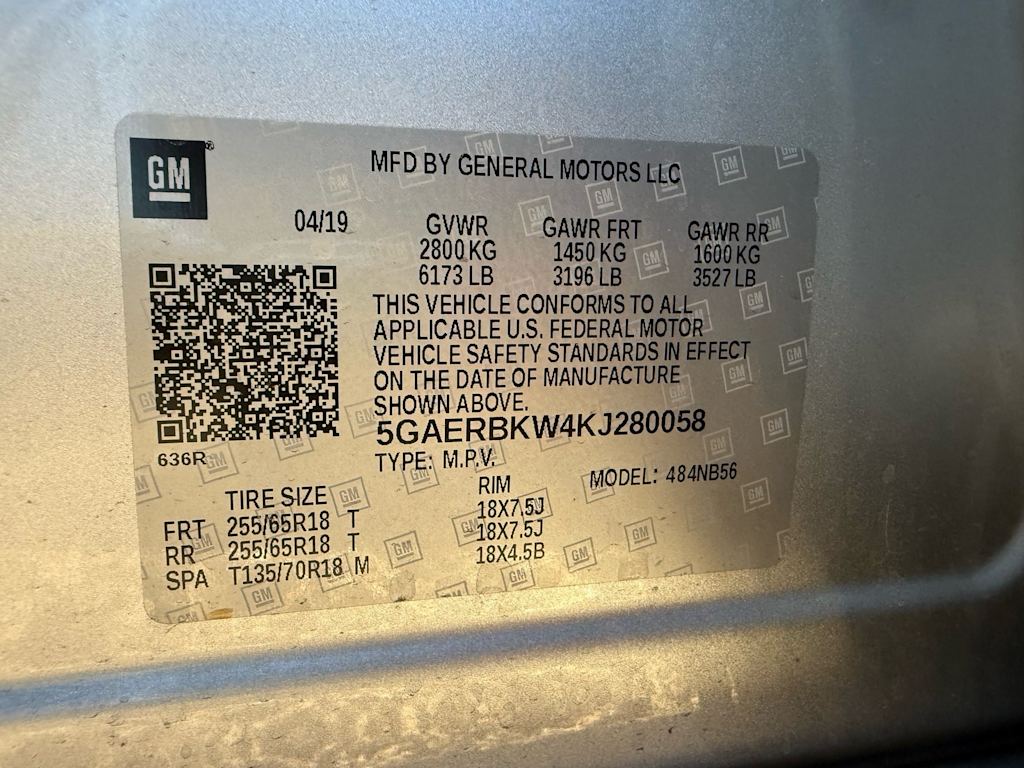 GM
MFD BY GENERAL MOTORS LLC
04/19 GVWR GAWR FRT GAWR RR
2800 KG 1450 KG 1600 KG
6173 LB 3196 LB 3527 LB
THIS VEHICLE CONFORMS TO ALL
APPLICABLE U.S. FEDERAL MOTOR
VEHICLE SAFETY STANDARDS IN EFFECT
ON THE DATE OF MANUFACTURE
SHOWN ABOVE.
5GAERBKW4KJ280058
636R
TYPE: M.P.V. MODEL: 484NB56
TIRE SIZE RIM
FRT 255/65R18 T 18X7.5J
RR 255/65R18 T 18X7.5J
SPA T135/70R18 M 18X4.5B